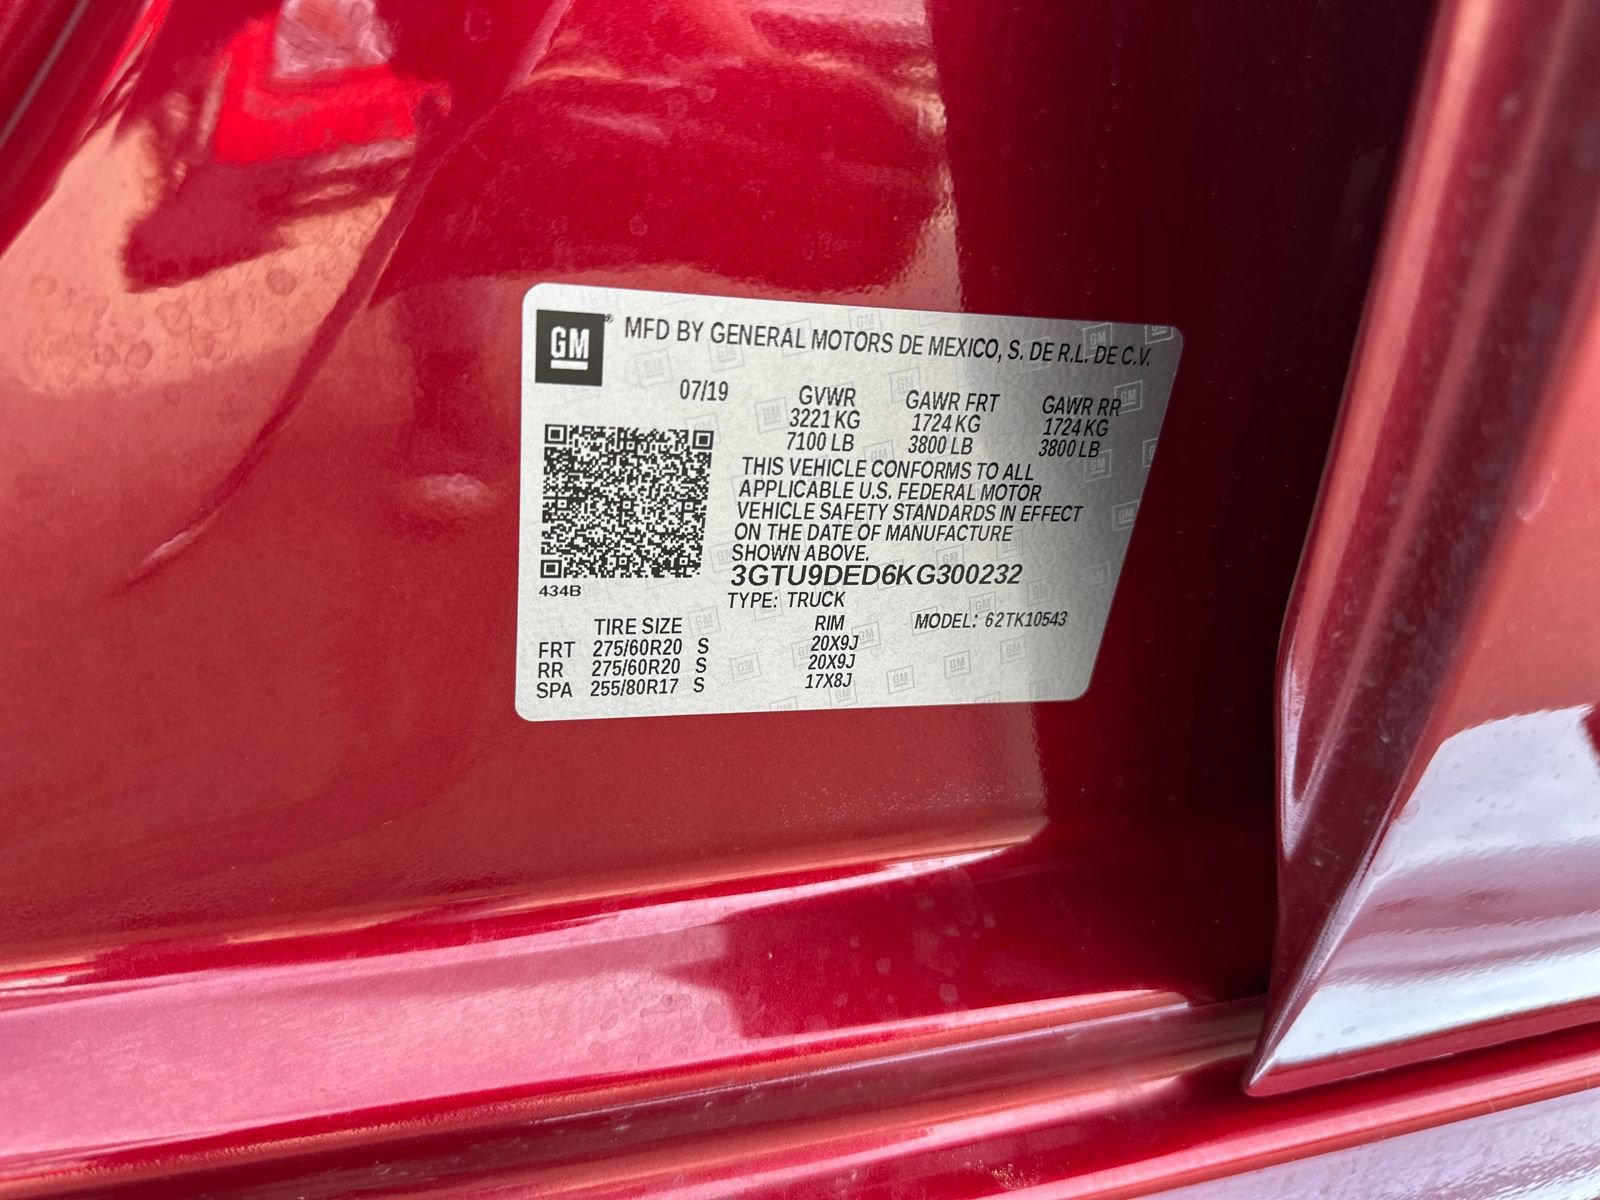 GM® MFD BY GENERAL MOTORS DE MEXICO, S. DE R.L. DE C.V.
07/19 GVWR GAWR FRT GAWR RR
3221 KG 1724 KG 1724 KG
7100 LB 3800 LB 3800 LB
THIS VEHICLE CONFORMS TO ALL
APPLICABLE U.S. FEDERAL MOTOR
VEHICLE SAFETY STANDARDS IN EFFECT
ON THE DATE OF MANUFACTURE
SHOWN ABOVE.
3GTU9DED6KG300232
434B
TYPE: TRUCK
TIRE SIZE RIM MODEL: 62TK10543
FRT 275/60R20 S 20X9J
RR 275/60R20 S 20X9J
SPA 255/80R17 S 17X8J